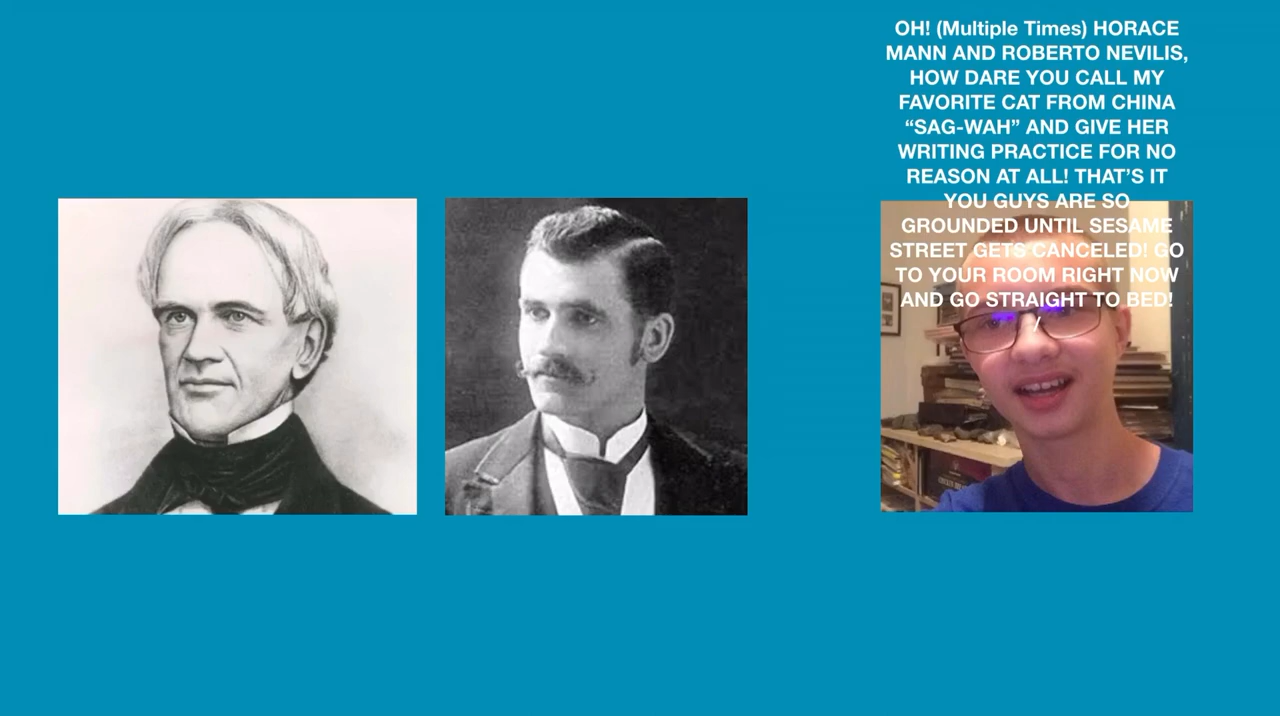 OH! (Multiple Times) HORACE
MANN AND ROBERTO NEVILIS,
HOW DARE YOU CALL MY
FAVORITE CAT FROM CHINA
“SAG-WAH” AND GIVE HER
WRITING PRACTICE FOR NO
REASON AT ALL! THAT’S IT
YOU GUYS ARE SO
GROUNDED UNTIL SESAME
STREET GETS CANCELED! GO
TO YOUR ROOM RIGHT NOW
AND GO STRAIGHT TO BED!
/